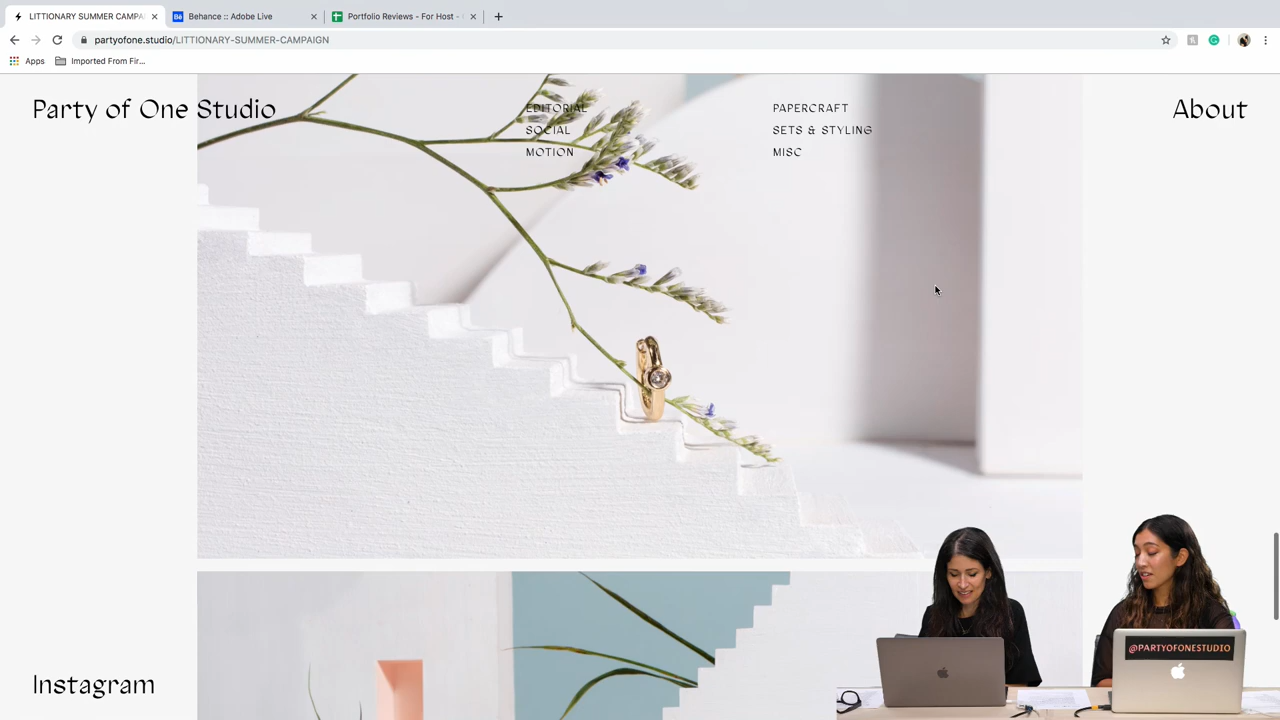 LITTIONARY SUMMER CAMPA
Behance :: Adobe Live
Portfolio Reviews - For Host -
partyofone.studio/LITTIONARY-SUMMER-CAMPAIGN
Apps
Imported From Fir...
Party of One Studio
EDITORIAL
SOCIAL
MOTION
PAPERCRAFT
SETS & STYLING
MISC
About
Instagram
@PARTYOFONESTUDIO